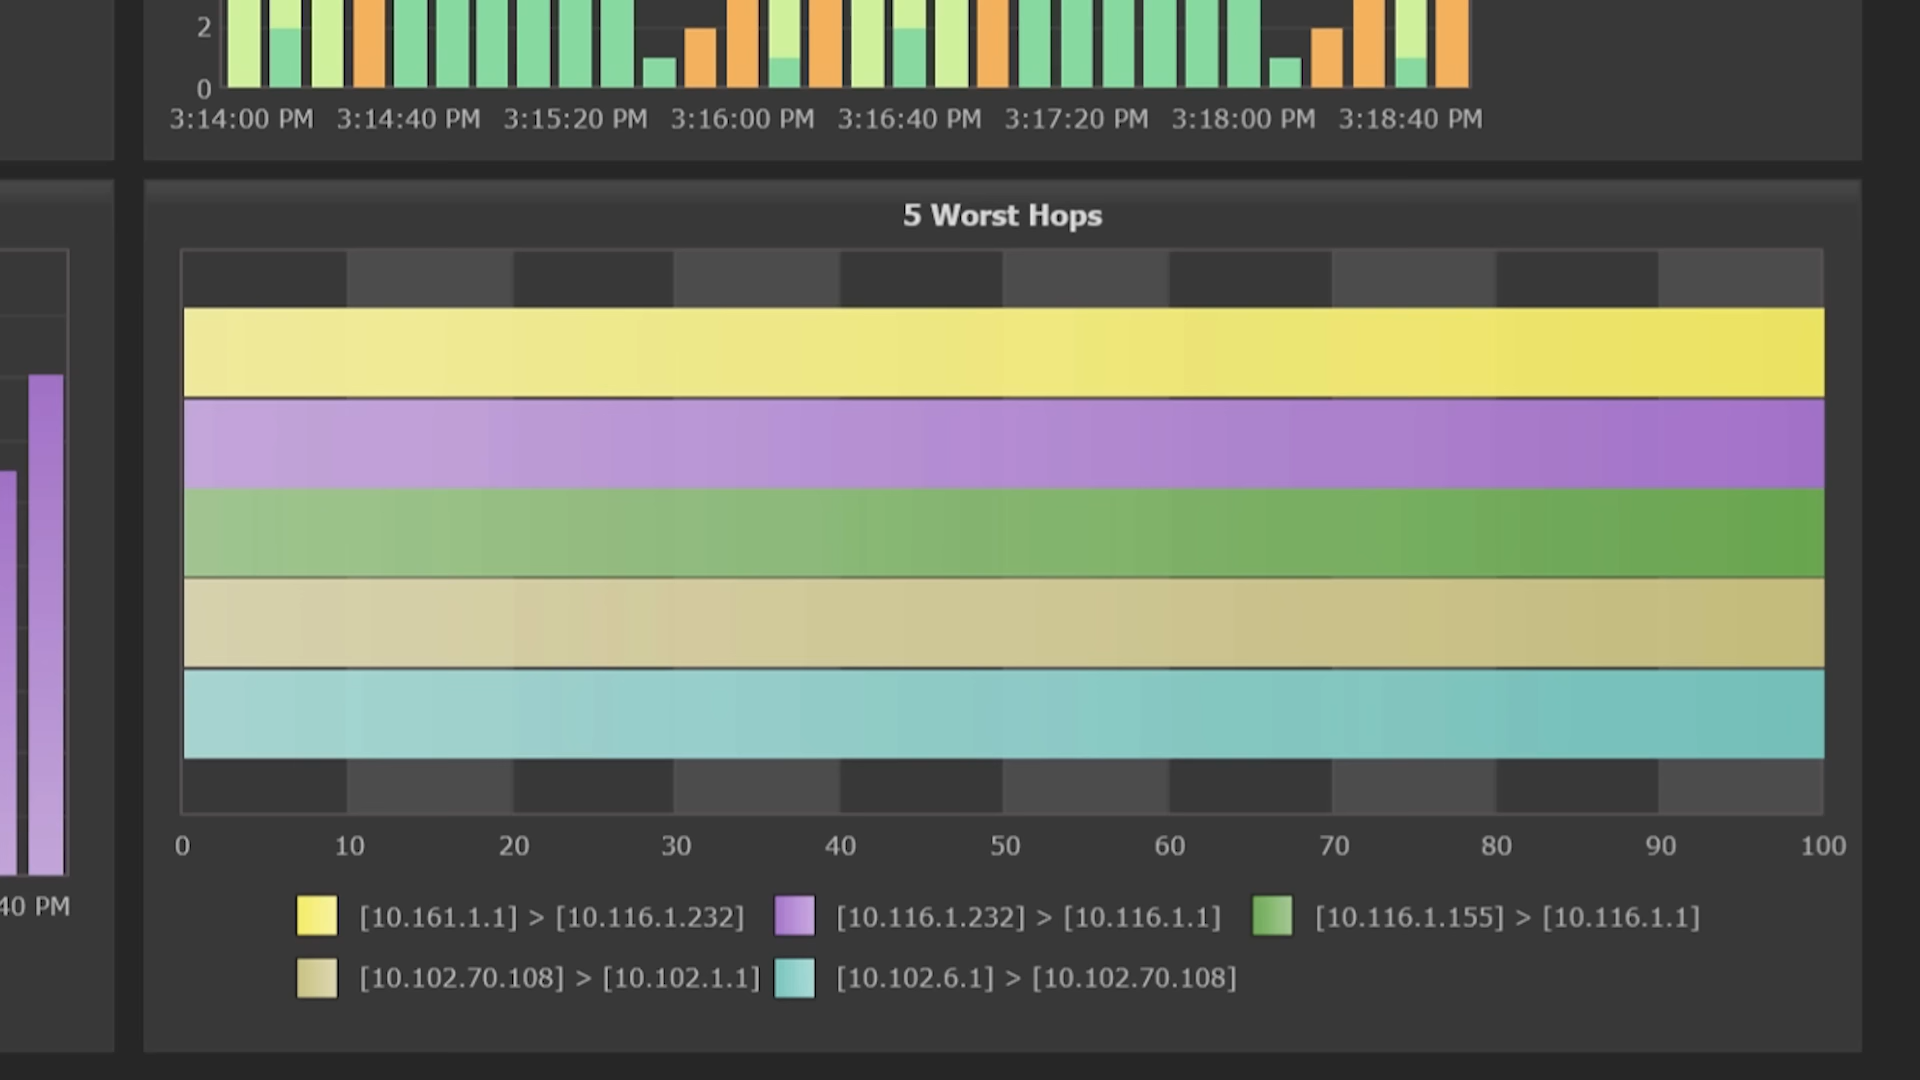 2
0
3:14:00 PM 3:14:40 PM 3:15:20 PM 3:16:00 PM 3:16:40 PM 3:17:20 PM 3:18:00 PM 3:18:40 PM
5 Worst Hops
0 10 20 30 40 50 60 70 80 90 100
40 PM
[10.161.1.1] > [10.116.1.232] [10.116.1.232] > [10.116.1.1] [10.116.1.155] > [10.116.1.1]
[10.102.70.108] > [10.102.1.1] [10.102.6.1] > [10.102.70.108]